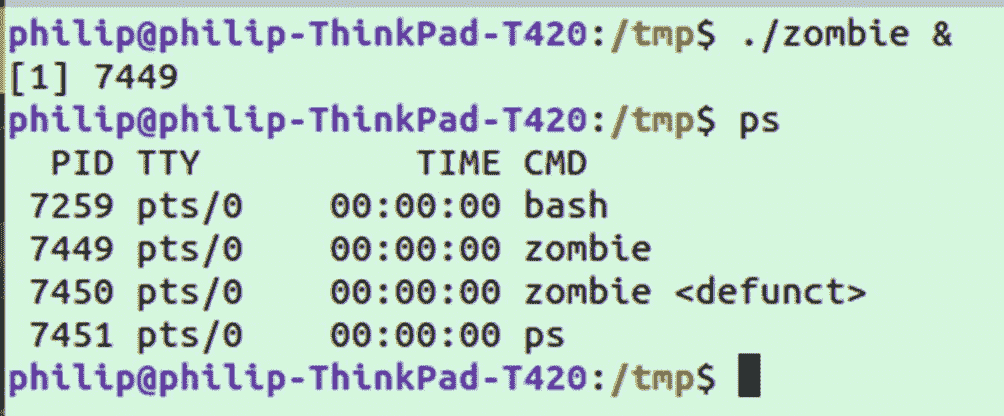 philip@philip-ThinkPad-T420:/tmp$ ./zombie &
[1] 7449
philip@philip-ThinkPad-T420:/tmp$ ps
  PID TTY          TIME CMD
 7259 pts/0    00:00:00 bash
 7449 pts/0    00:00:00 zombie
 7450 pts/0    00:00:00 zombie <defunct>
 7451 pts/0    00:00:00 ps
philip@philip-ThinkPad-T420:/tmp$